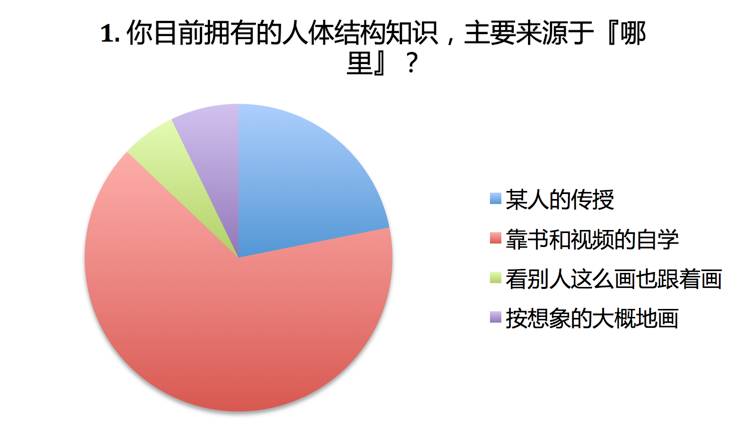 1. 你目前拥有的人体结构知识，主要来源于『哪
里』？
某人的传授
靠书和视频的自学
看别人这么画也跟着画
按想象的大概地画